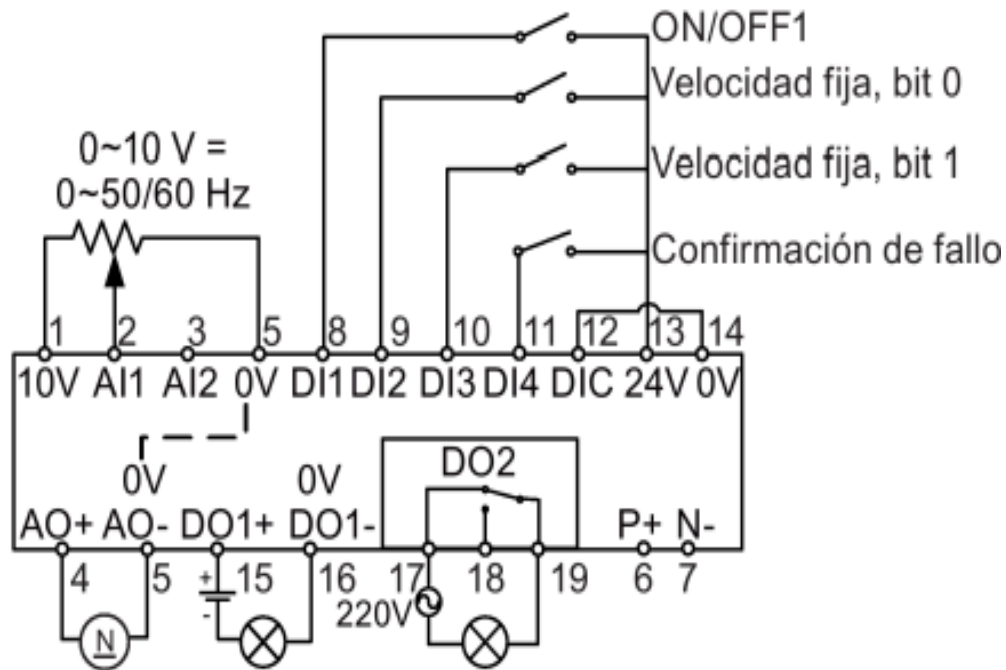 ON/OFF1
Velocidad fija, bit 0
0~10 V =
0~50/60 Hz
Velocidad fija, bit 1
Confirmación de fallo
1 2 3 5 8 9 10 11 12 13 14
10V AI1 AI2 0V DI1 DI2 DI3 DI4 DIC 24V 0V
DO2
0V 0V
AO+ AO- DO1+ DO1- P+ N-
4 5 15 16 17 18 19 6 7
+
-
220V
N